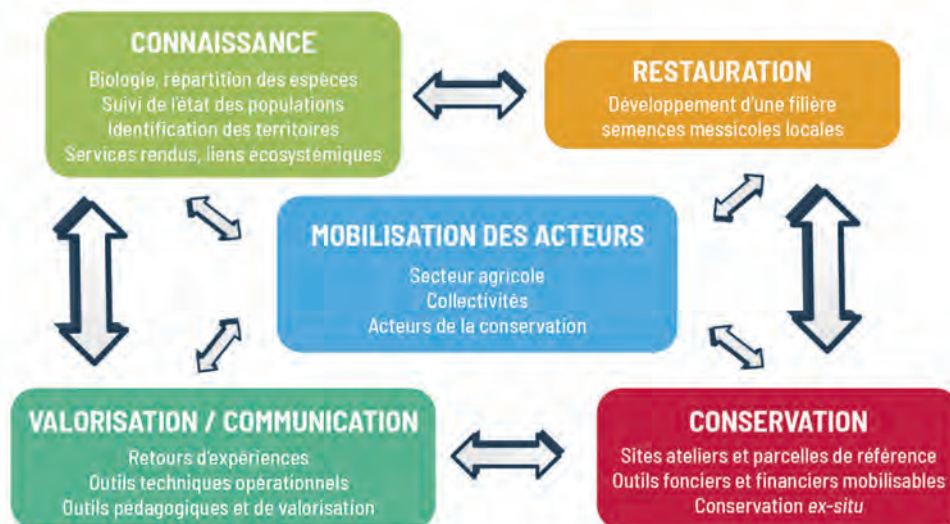 CONNAISSANCE
Biologie, répartition des espèces
Suivi de l'état des populations
Identification des territoires
Services rendus, liens écosystémiques
RESTAURATION
Développement d'une filière
semences messicoles locales
MOBILISATION DES ACTEURS
Secteur agricole
Collectivités
Acteurs de la conservation
VALORISATION / COMMUNICATION
Retours d'expériences
Outils techniques opérationnels
Outils pédagogiques et de valorisation
CONSERVATION
Sites ateliers et parcelles de référence
Outils fonciers et financiers mobilisables
Conservation ex-situ